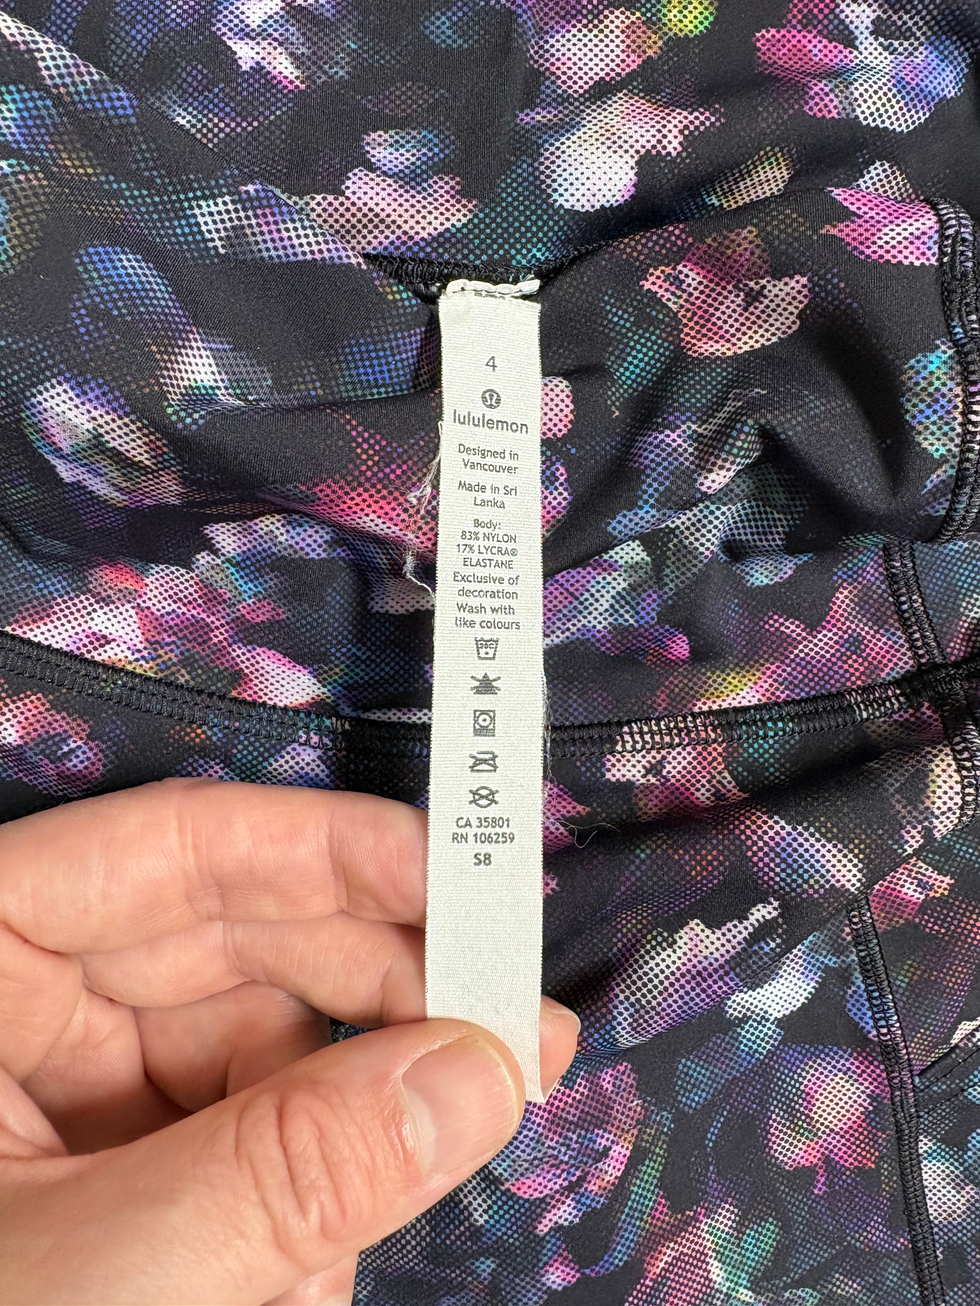 4
lululemon
Designed in
Vancouver
Made in Sri
Lanka
Body:
83% NYLON
17% LYCRA®
ELASTANE
Exclusive of
decoration
Wash with
like colours
CA 35801
RN 106259
S8